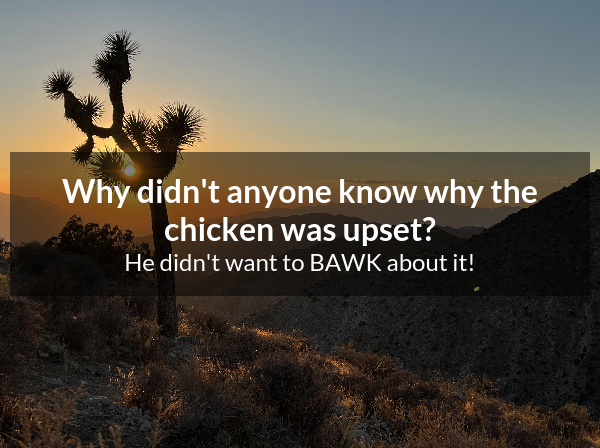 Why didn't anyone know why the
chicken was upset?
He didn't want to BAWK about it!